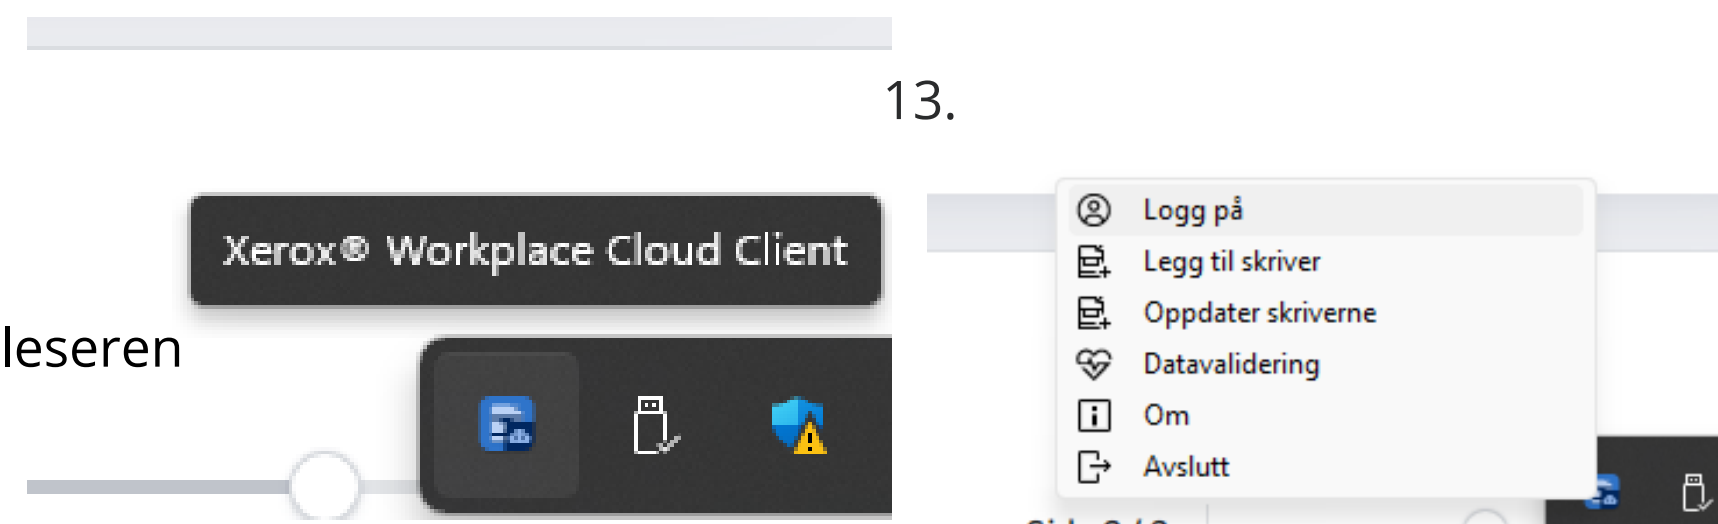 13.
Xerox® Workplace Cloud Client
leseren
Logg på
Legg til skriver
Oppdater skriverne
Datavalidering
Om
Avslutt